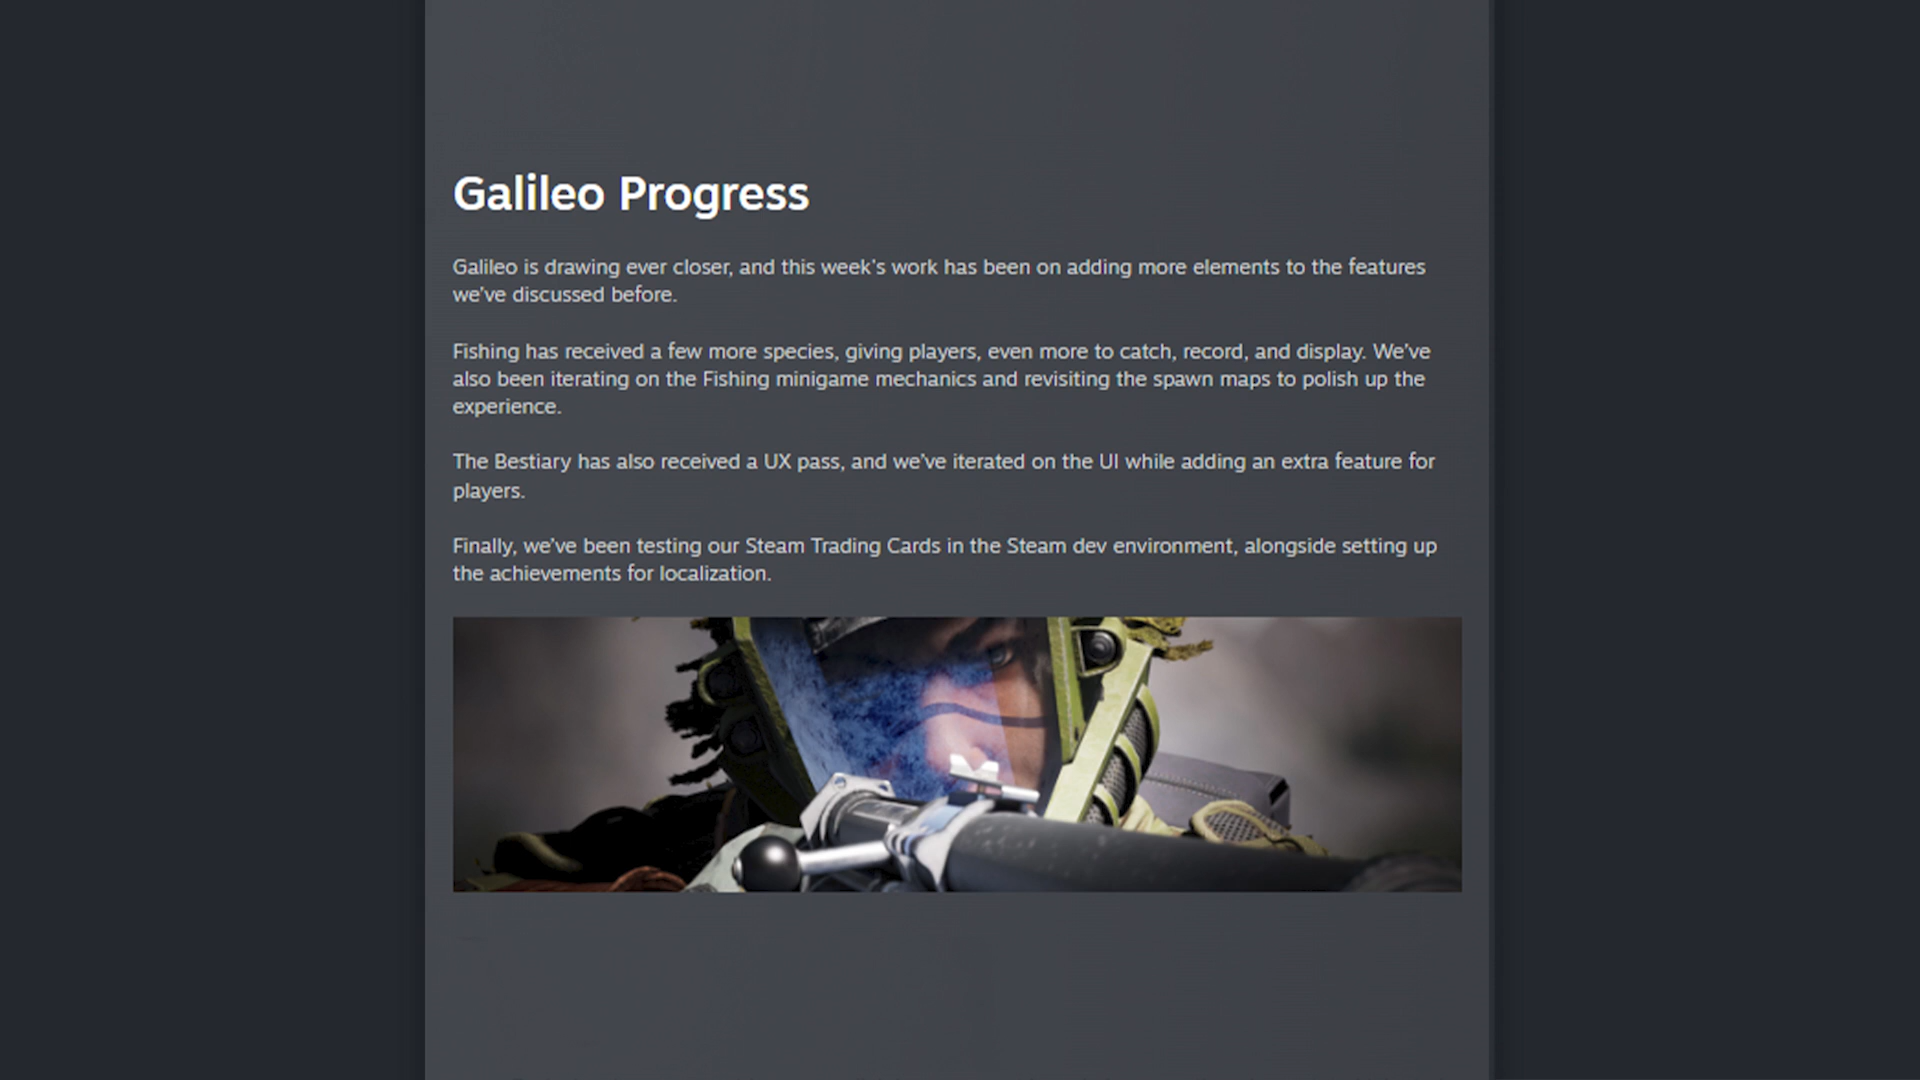 Galileo Progress
Galileo is drawing ever closer, and this week's work has been on adding more elements to the features
we've discussed before.
Fishing has received a few more species, giving players, even more to catch, record, and display. We've
also been iterating on the Fishing minigame mechanics and revisiting the spawn maps to polish up the
experience.
The Bestiary has also received a UX pass, and we've iterated on the UI while adding an extra feature for
players.
Finally, we've been testing our Steam Trading Cards in the Steam dev environment, alongside setting up
the achievements for localization.